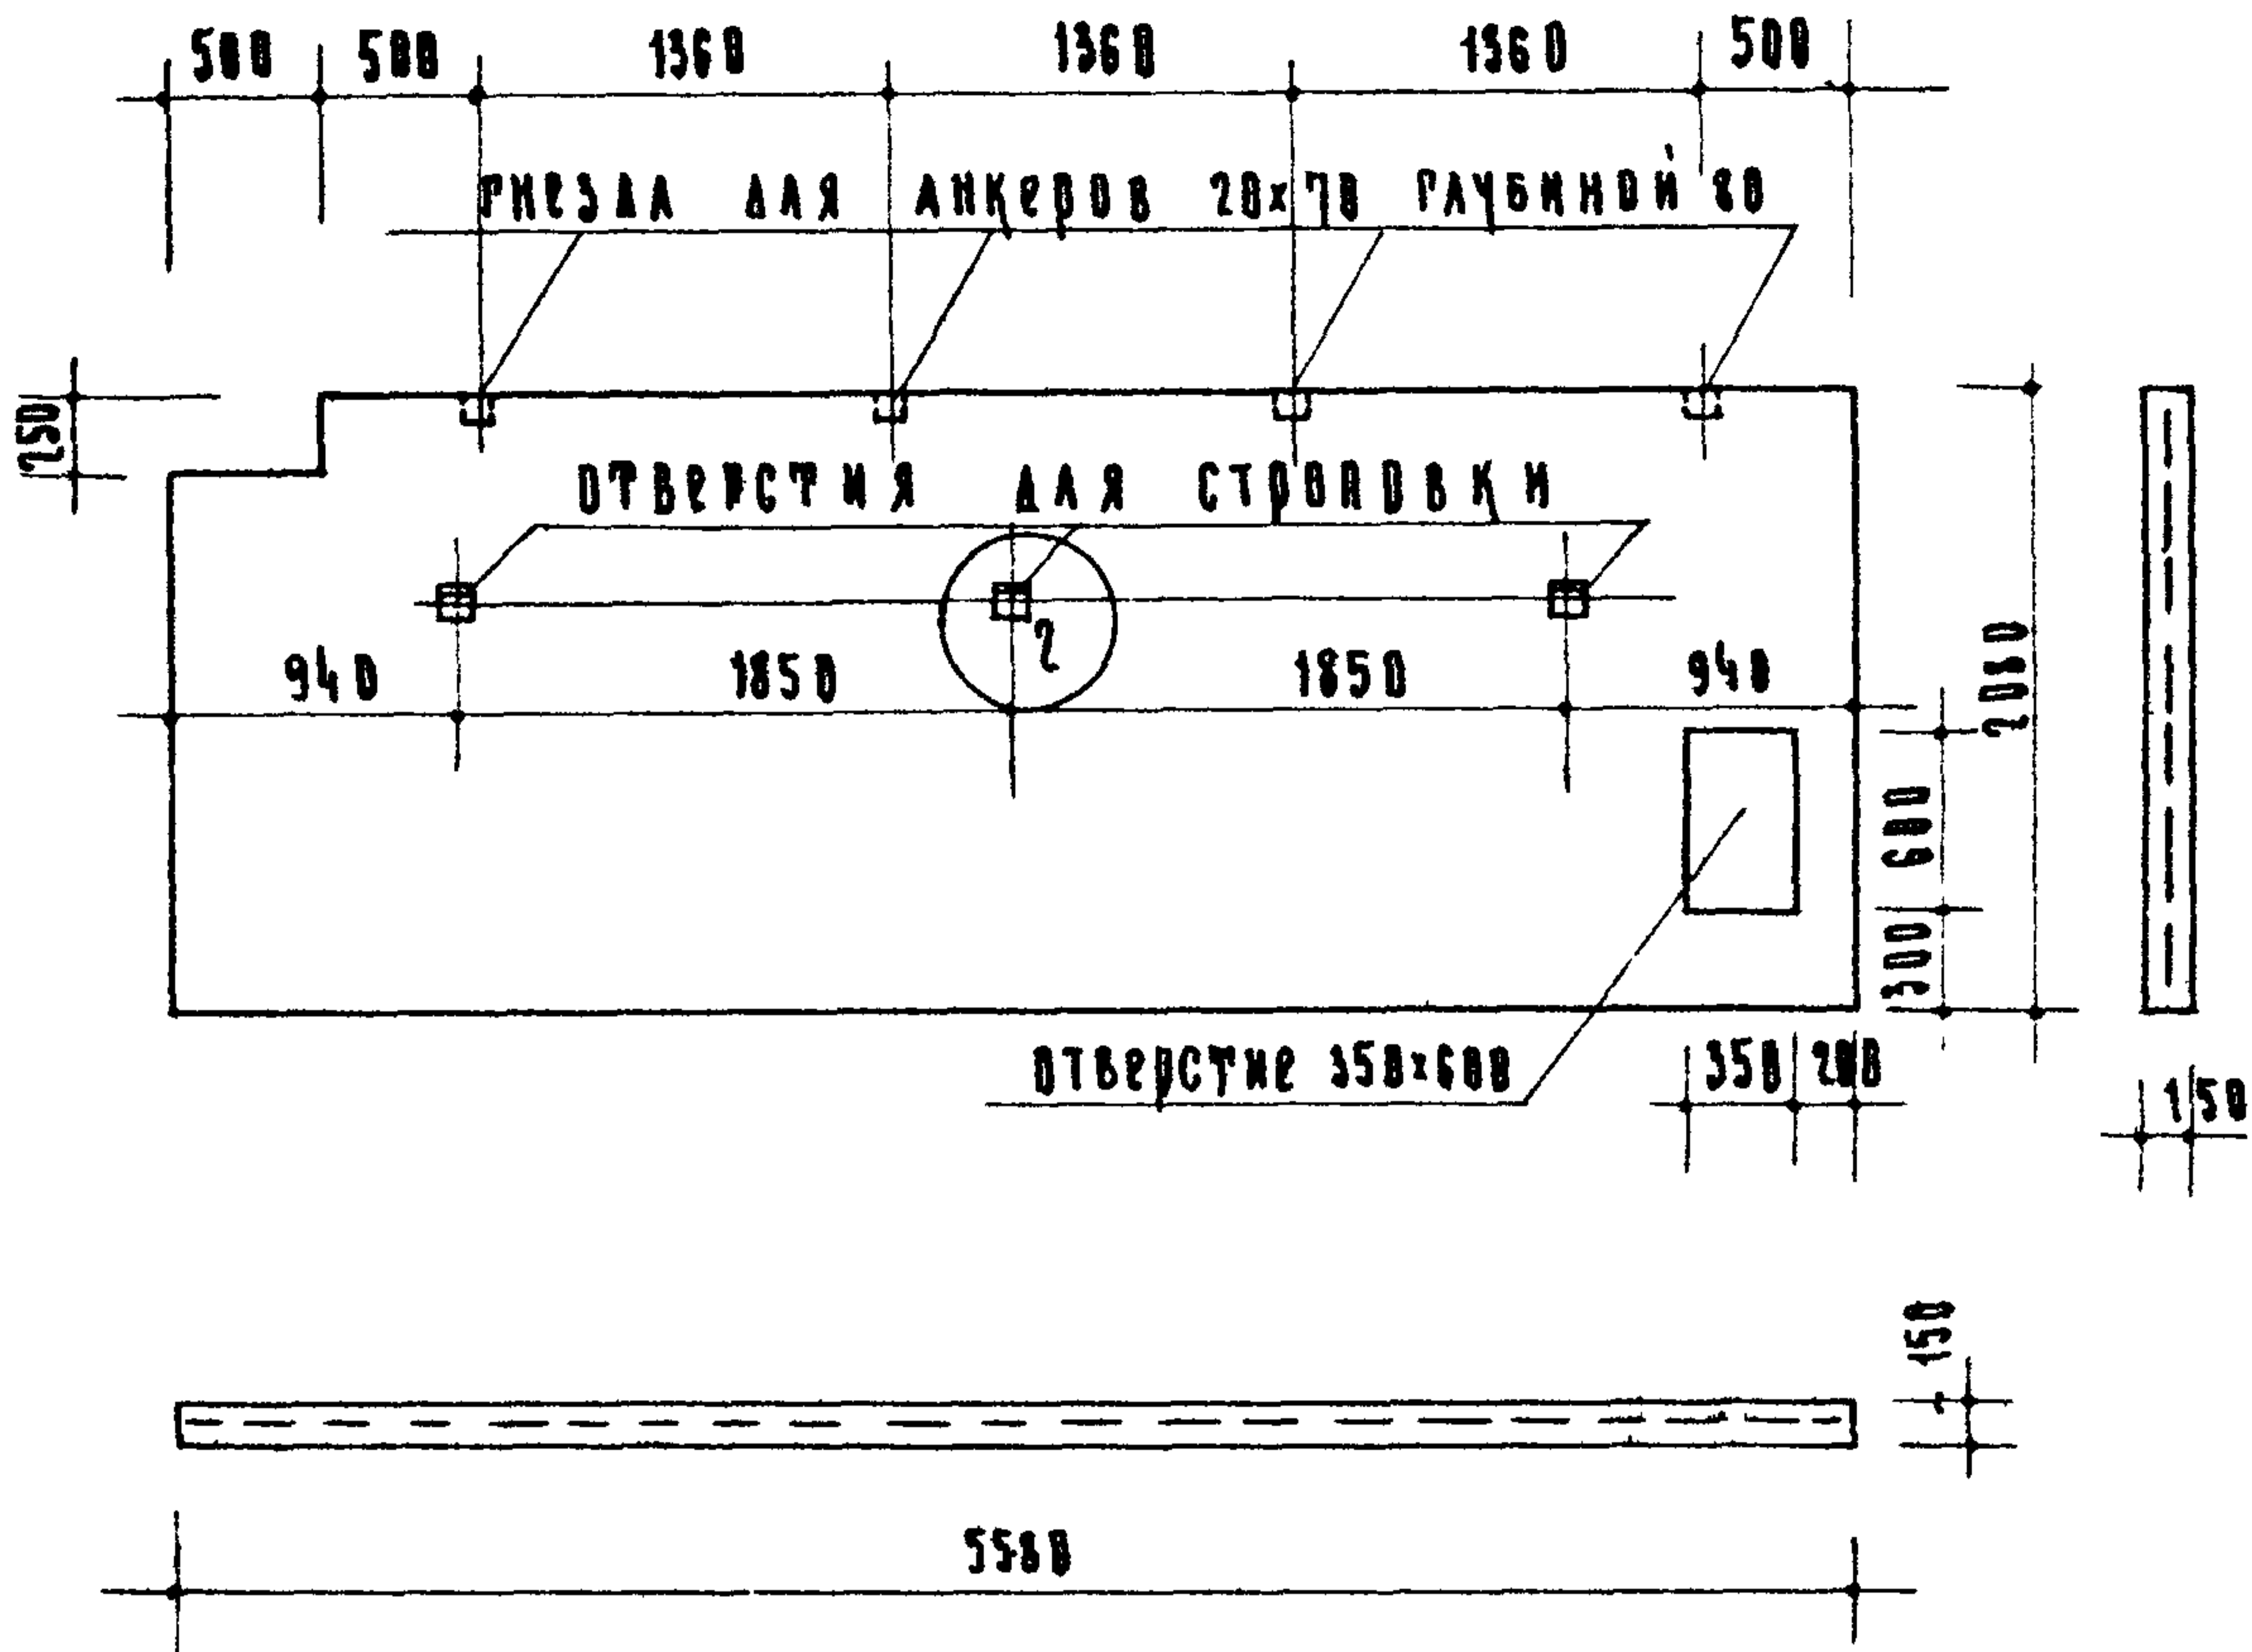 500 500 1360 1360 1360 500
ГНЕЗДА ДЛЯ АНКЕРОВ 20х70 ГЛУБИНОЙ 80
250
ОТВЕРСТИЯ ДЛЯ СТРОПОВКИ
2
940 1850 1850 940
2080
600
300
ОТВЕРСТИЕ 350х600
350 200
150
150
5580